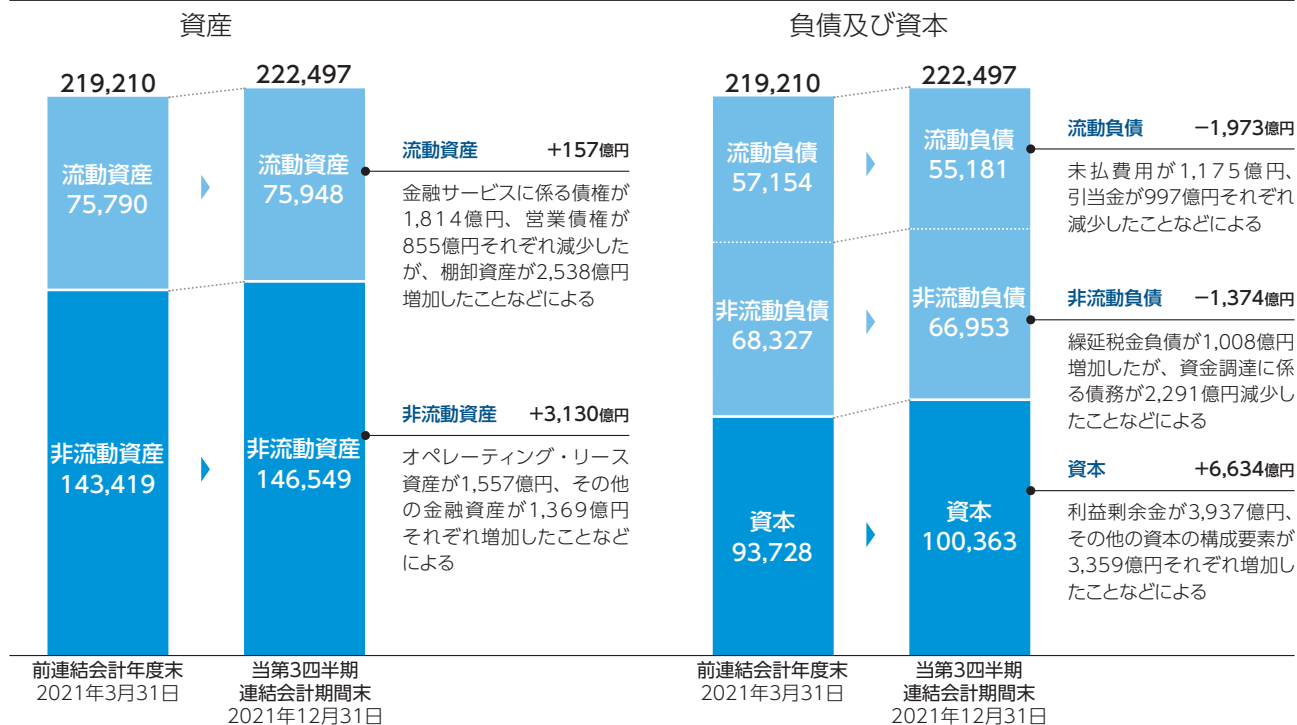 資産
219,210
222,497
流動資産
75,790
流動資産
75,948
非流動資産
143,419
非流動資産
146,549
流動資産 +157億円
金融サービスに係る債権が
1,814億円、営業債権が
855億円それぞれ減少した
が、棚卸資産が2,538億円
増加したことなどによる
非流動資産 +3,130億円
オペレーティング・リース
資産が1,557億円、その他
の金融資産が1,369億円
それぞれ増加したことなど
による
前連結会計年度末
2021年3月31日
当第3四半期
連結会計期間末
2021年12月31日
負債及び資本
219,210
222,497
流動負債
57,154
流動負債
55,181
非流動負債
68,327
非流動負債
66,953
資本
93,728
資本
100,363
流動負債 −1,973億円
未払費用が1,175億円、
引当金が997億円それぞれ
減少したことなどによる
非流動負債 −1,374億円
繰延税金負債が1,008億円
増加したが、資金調達に係
る債務が2,291億円減少し
たことなどによる
資本 +6,634億円
利益剰余金が3,937億円、
その他の資本の構成要素が
3,359億円それぞれ増加し
たことなどによる
前連結会計年度末
2021年3月31日
当第3四半期
連結会計期間末
2021年12月31日